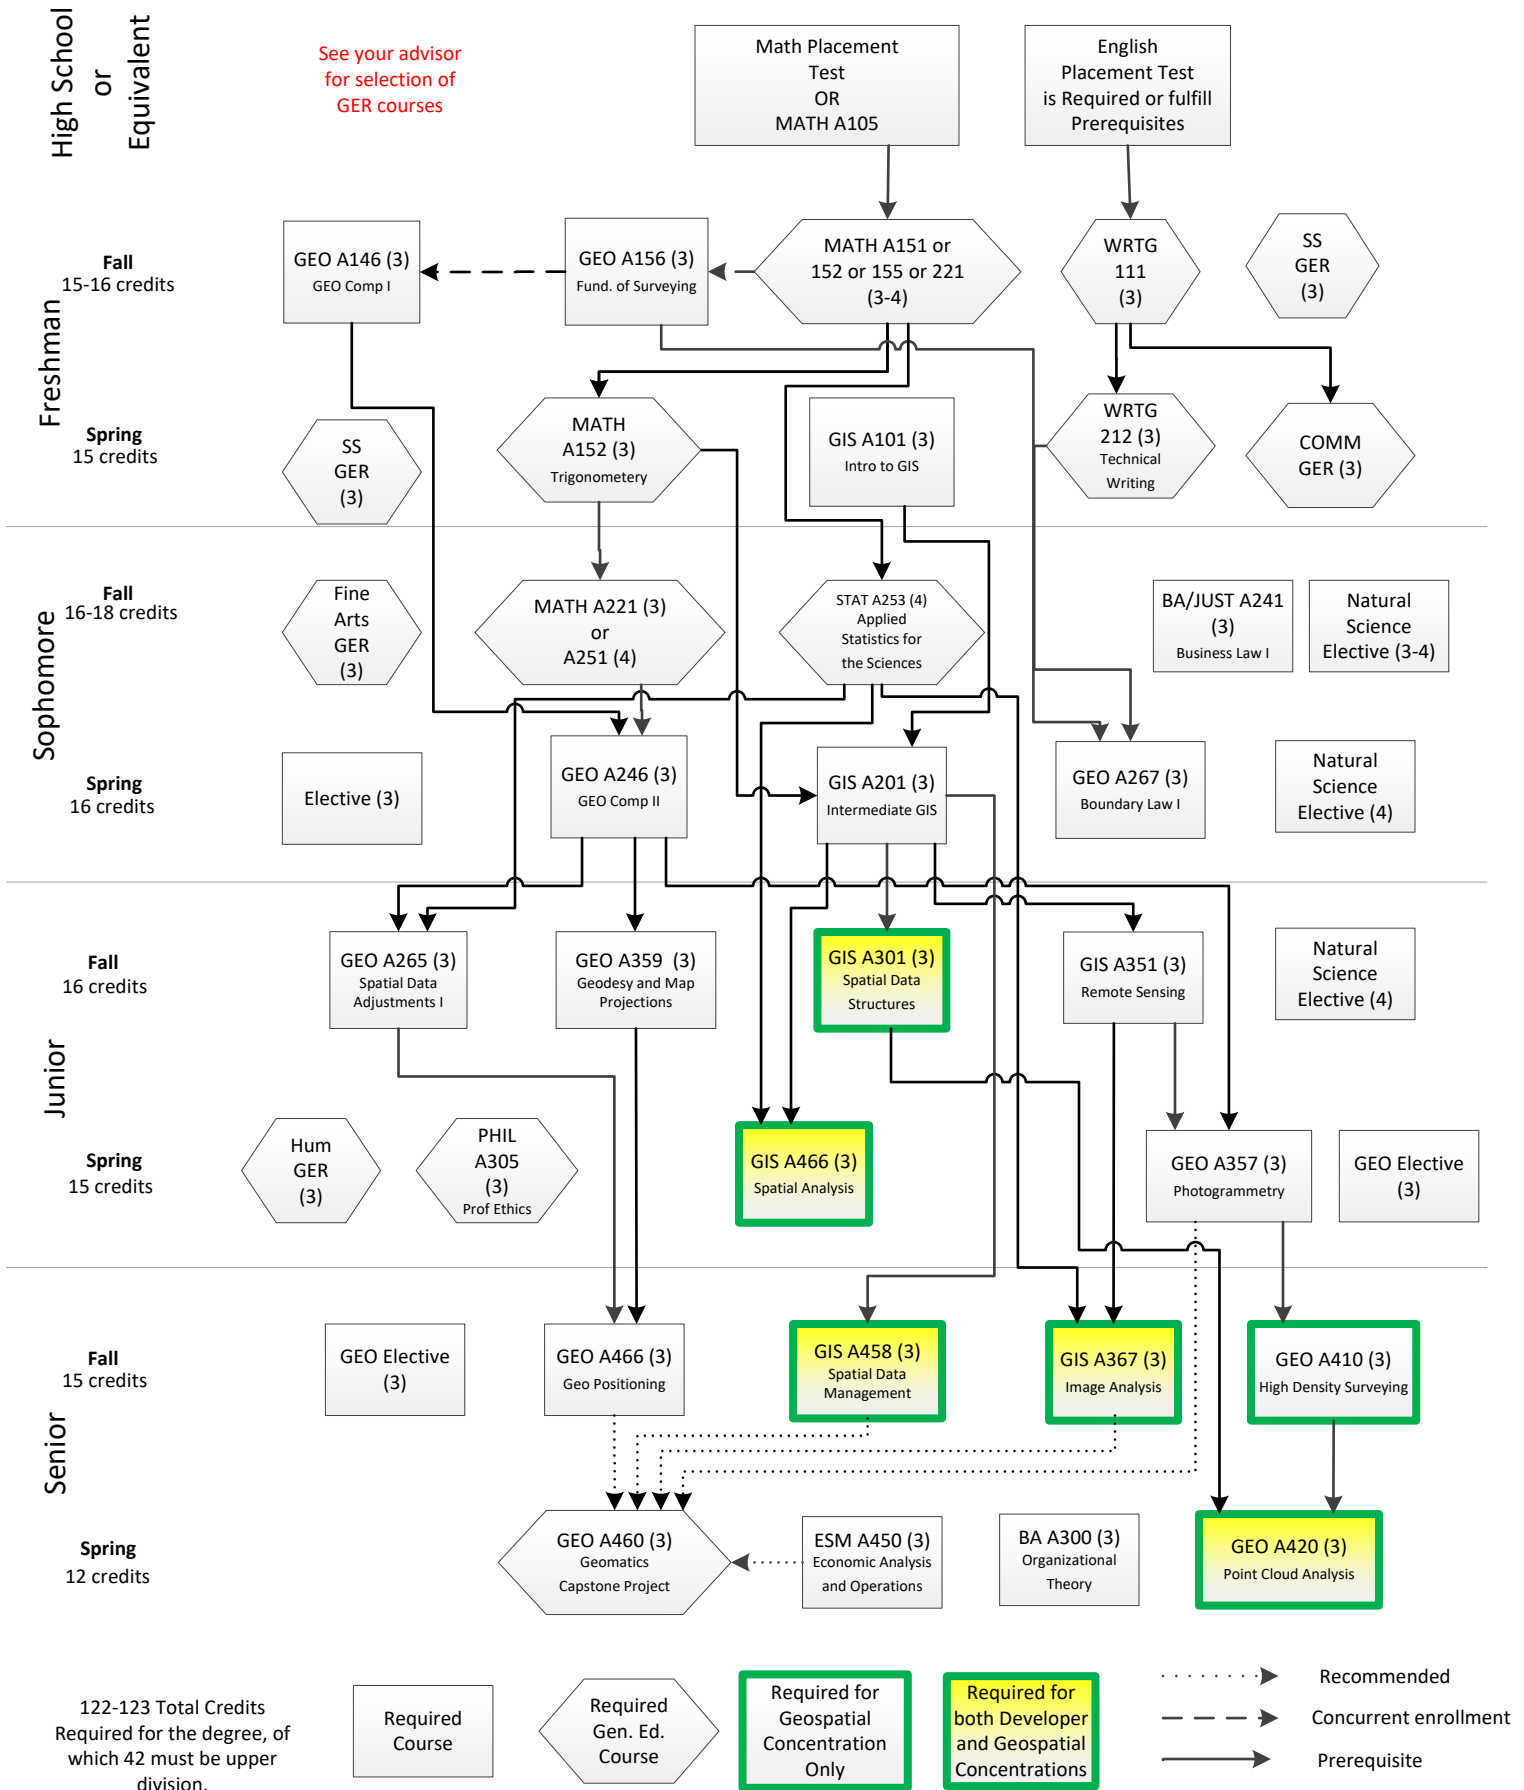 High School
or
Equivalent
See your advisor
for selection of
GER courses
Math Placement
Test
OR
MATH A105
English
Placement Test
is Required or fulfill
Prerequisites
Freshman
Fall
15-16 credits
GEO A146 (3)
GEO Comp I
GEO A156 (3)
Fund. of Surveying
MATH A151 or
152 or 155 or 221
(3-4)
WRTG
111
(3)
SS
GER
(3)
Spring
15 credits
SS
GER
(3)
MATH
A152 (3)
Trigonometery
GIS A101 (3)
Intro to GIS
WRTG
212 (3)
Technical
Writing
COMM
GER (3)
Sophomore
Fall
16-18 credits
Fine
Arts
GER
(3)
MATH A221 (3)
or
A251 (4)
STAT A253 (4)
Applied
Statistics for
the Sciences
BA/JUST A241
(3)
Business Law I
Natural
Science
Elective (3-4)
Spring
16 credits
Elective (3)
GEO A246 (3)
GEO Comp II
GIS A201 (3)
Intermediate GIS
GEO A267 (3)
Boundary Law I
Natural
Science
Elective (4)
Junior
Fall
16 credits
GEO A265 (3)
Spatial Data
Adjustments I
GEO A359 (3)
Geodesy and Map
Projections
GIS A301 (3)
Spatial Data
Structures
GIS A351 (3)
Remote Sensing
Natural
Science
Elective (4)
Spring
15 credits
Hum
GER
(3)
PHIL
A305
(3)
Prof Ethics
GIS A466 (3)
Spatial Analysis
GEO A357 (3)
Photogrammetry
GEO Elective
(3)
Senior
Fall
15 credits
GEO Elective
(3)
GEO A466 (3)
Geo Positioning
GIS A458 (3)
Spatial Data
Management
GIS A367 (3)
Image Analysis
GEO A410 (3)
High Density Surveying
Spring
12 credits
GEO A460 (3)
Geomatics
Capstone Project
ESM A450 (3)
Economic Analysis
and Operations
BA A300 (3)
Organizational
Theory
GEO A420 (3)
Point Cloud Analysis
122-123 Total Credits
Required for the degree, of
which 42 must be upper
division.
Required
Course
Required
Gen. Ed.
Course
Required for
Geospatial
Concentration
Only
Required for
both Developer
and Geospatial
Concentrations
Recommended
Concurrent enrollment
Prerequisite